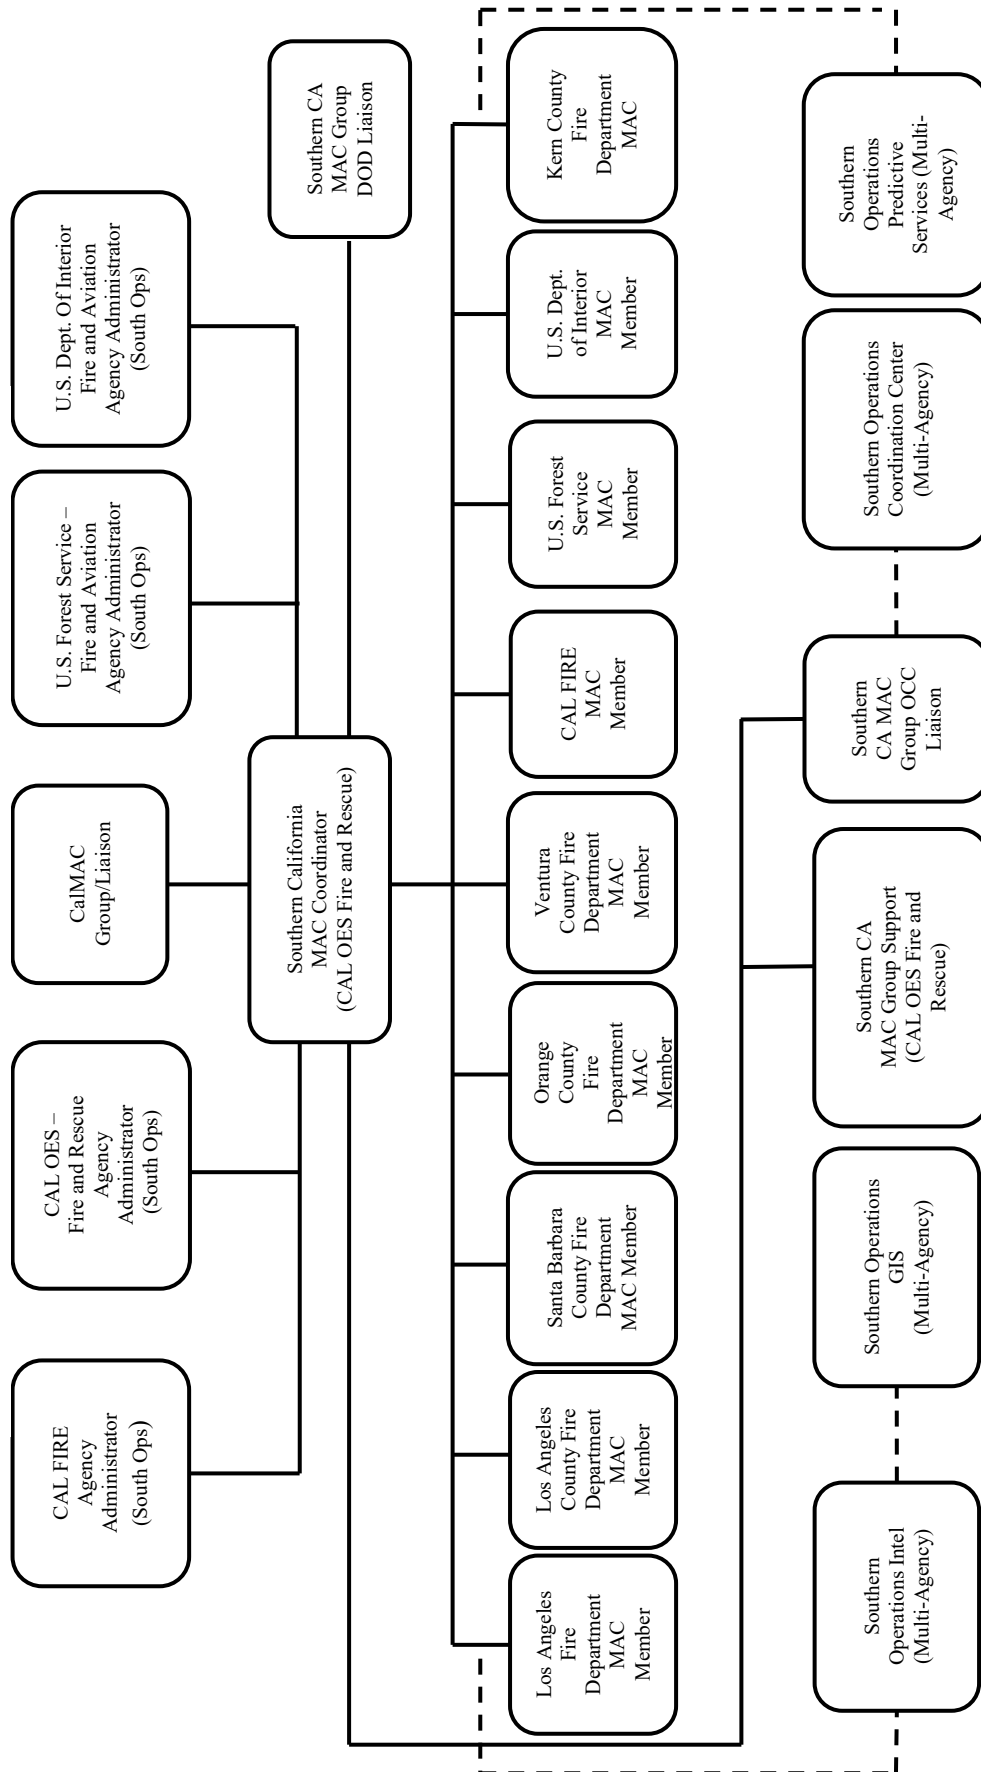 CAL FIRE
Agency
Administrator
(South Ops)
CAL OES –
Fire and Rescue
Agency
Administrator
(South Ops)
CalMAC
Group/Liaison
U.S. Forest Service –
Fire and Aviation
Agency Administrator
(South Ops)
U.S. Dept. Of Interior
Fire and Aviation
Agency Administrator
(South Ops)
Southern California
MAC Coordinator
(CAL OES Fire and Rescue)
Southern CA
MAC Group
DOD Liaison
Los Angeles
Fire
Department
MAC
Member
Los Angeles
County Fire
Department
MAC
Member
Santa Barbara
County Fire
Department
MAC Member
Orange
County
Fire
Department
MAC
Member
Ventura
County Fire
Department
MAC
Member
CAL FIRE
MAC
Member
U.S. Forest
Service
MAC
Member
U.S. Dept.
of Interior
MAC
Member
Kern County
Fire
Department
MAC
Southern
Operations Intel
(Multi-Agency)
Southern Operations
GIS
(Multi-Agency)
Southern CA
MAC Group Support
(CAL OES Fire and
Rescue)
Southern
CA MAC
Group OCC
Liaison
Southern Operations
Coordination Center
(Multi-Agency)
Southern
Operations
Predictive
Services (Multi-
Agency)